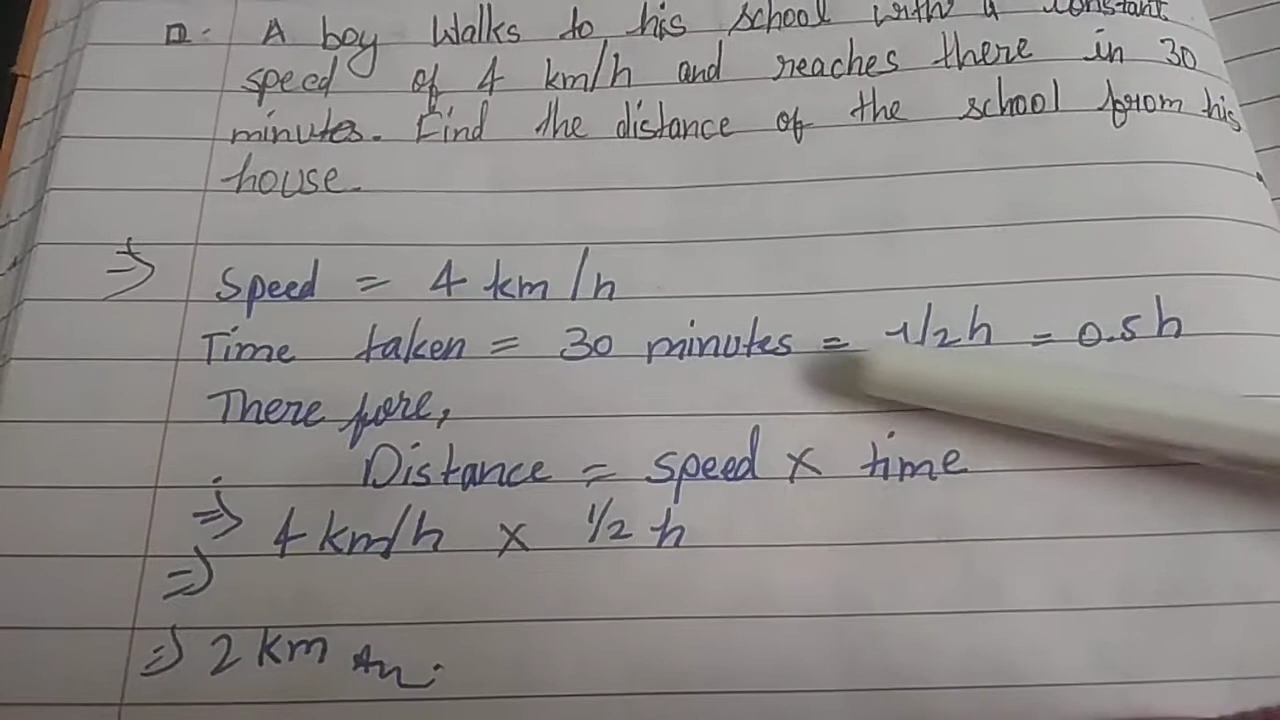 Q. A boy walks to his school with a constant
speed of 4 km/h and reaches there in 30
minutes. Find the distance of the school from his
house.
⇒ Speed = 4 km/h
Time taken = 30 minutes = 1/2 h = 0.5 h
There fore,
Distance = speed × time
⇒ 4 km/h × 1/2 h
⇒
⇒ 2 km An.